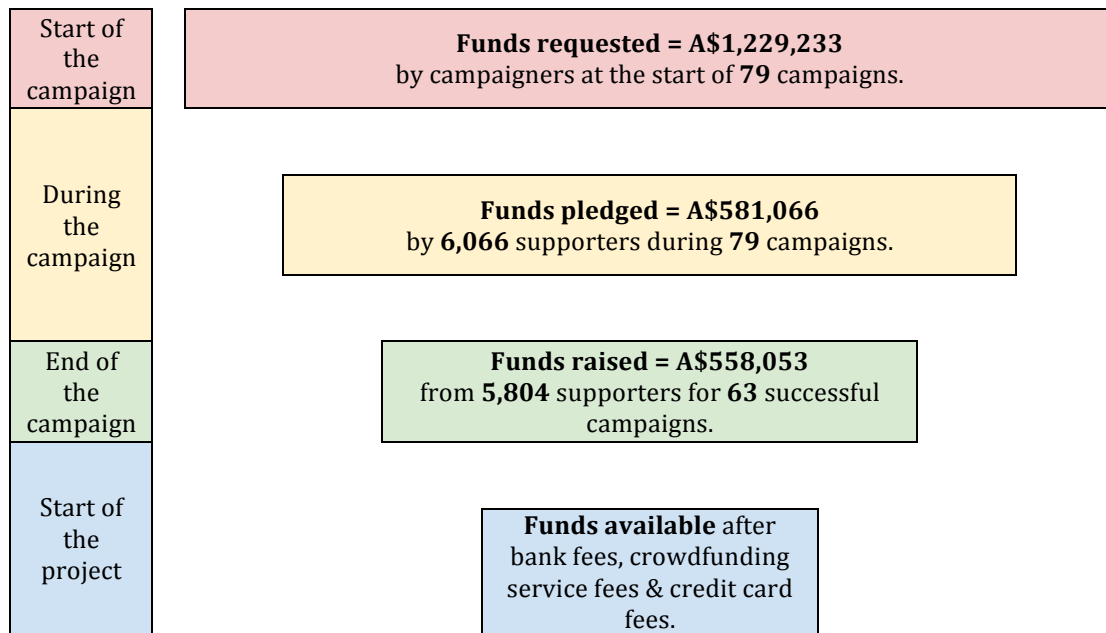 Start of
the
campaign
Funds requested = A$1,229,233
by campaigners at the start of 79 campaigns.
During
the
campaign
Funds pledged = A$581,066
by 6,066 supporters during 79 campaigns.
End of
the
campaign
Funds raised = A$558,053
from 5,804 supporters for 63 successful
campaigns.
Start of
the
project
Funds available after
bank fees, crowdfunding
service fees & credit card
fees.